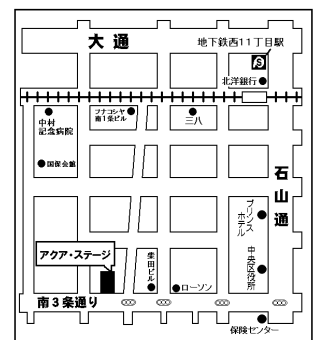 大通
地下鉄西11丁目駅
北洋銀行
中村
記念病院
フナコシヤ
南1条ビル
三八
国保会館
石山通
プリンス
ホテル
アクア・ステージ
柴田ビル
中央区役所
ローソン
南3条通り
保険センター